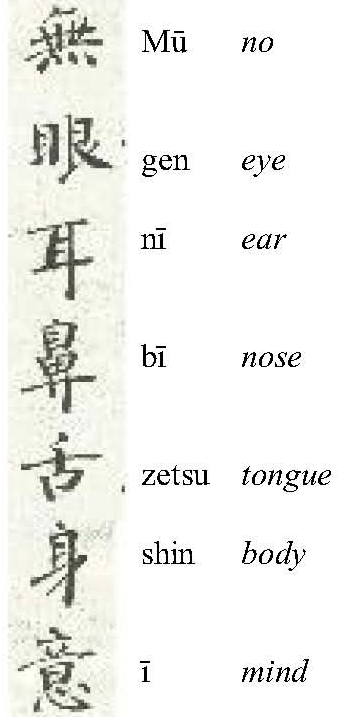 無 Mū no
眼 gen eye
耳 nī ear
鼻 bī nose
舌 zetsu tongue
身 shin body
意 ī mind